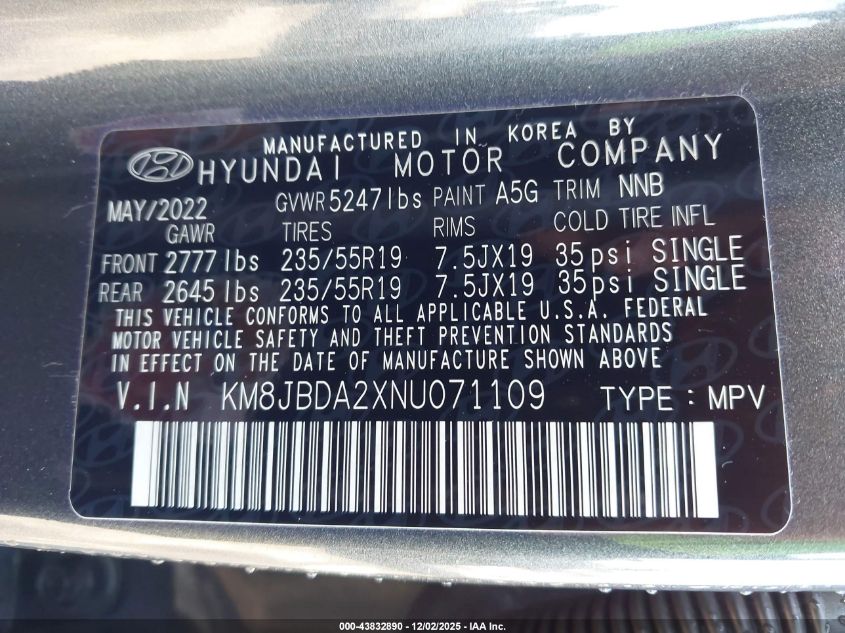 MANUFACTURED IN KOREA BY
HYUNDAI MOTOR COMPANY
MAY/2022 GVWR 5247lbs PAINT A5G TRIM NNB
GAWR TIRES RIMS COLD TIRE INFL
FRONT 2777lbs 235/55R19 7.5JX19 35psi SINGLE
REAR 2645lbs 235/55R19 7.5JX19 35psi SINGLE
THIS VEHICLE CONFORMS TO ALL APPLICABLE U.S.A. FEDERAL
MOTOR VEHICLE SAFETY AND THEFT PREVENTION STANDARDS
IN EFFECT ON THE DATE OF MANUFACTURE SHOWN ABOVE
V.I.N KM8JBDA2XNU071109 TYPE : MPV
000-43832890 - 12/02/2025 - IAA Inc.